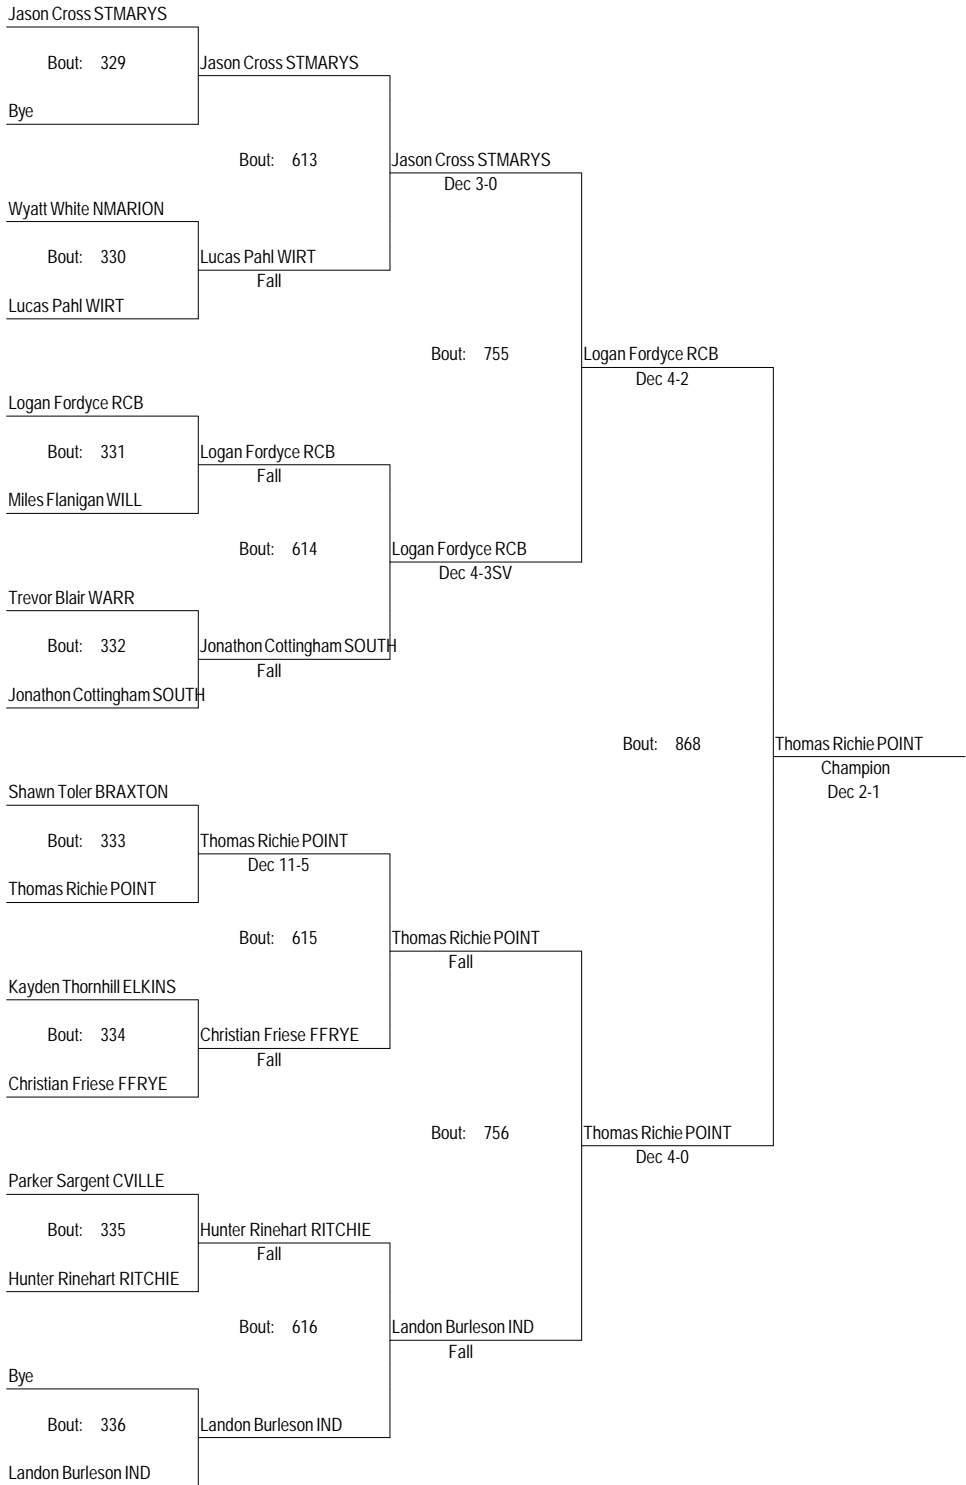 Jason Cross STMARYS
Bout: 329 Jason Cross STMARYS
Bye
Bout: 613 Jason Cross STMARYS
Dec 3-0
Wyatt White NMARION
Bout: 330 Lucas Pahl WIRT
Fall
Lucas Pahl WIRT
Bout: 755 Logan Fordyce RCB
Dec 4-2
Logan Fordyce RCB
Bout: 331 Logan Fordyce RCB
Fall
Miles Flanigan WILL
Bout: 614 Logan Fordyce RCB
Dec 4-3SV
Trevor Blair WARR
Bout: 332 Jonathon Cottingham SOUTH
Fall
Jonathon Cottingham SOUTH
Bout: 868 Thomas Richie POINT
Champion
Dec 2-1
Shawn Toler BRAXTON
Bout: 333 Thomas Richie POINT
Dec 11-5
Thomas Richie POINT
Bout: 615 Thomas Richie POINT
Fall
Kayden Thornhill ELKINS
Bout: 334 Christian Friese FFRYE
Fall
Christian Friese FFRYE
Bout: 756 Thomas Richie POINT
Dec 4-0
Parker Sargent CVILLE
Bout: 335 Hunter Rinehart RITCHIE
Fall
Hunter Rinehart RITCHIE
Bout: 616 Landon Burleson IND
Fall
Bye
Bout: 336 Landon Burleson IND
Landon Burleson IND